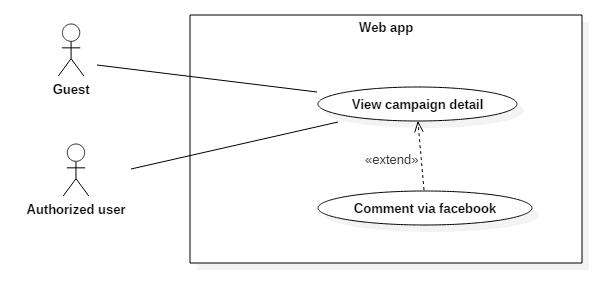 Web app
Guest
View campaign detail
«extend»
Authorized user
Comment via facebook